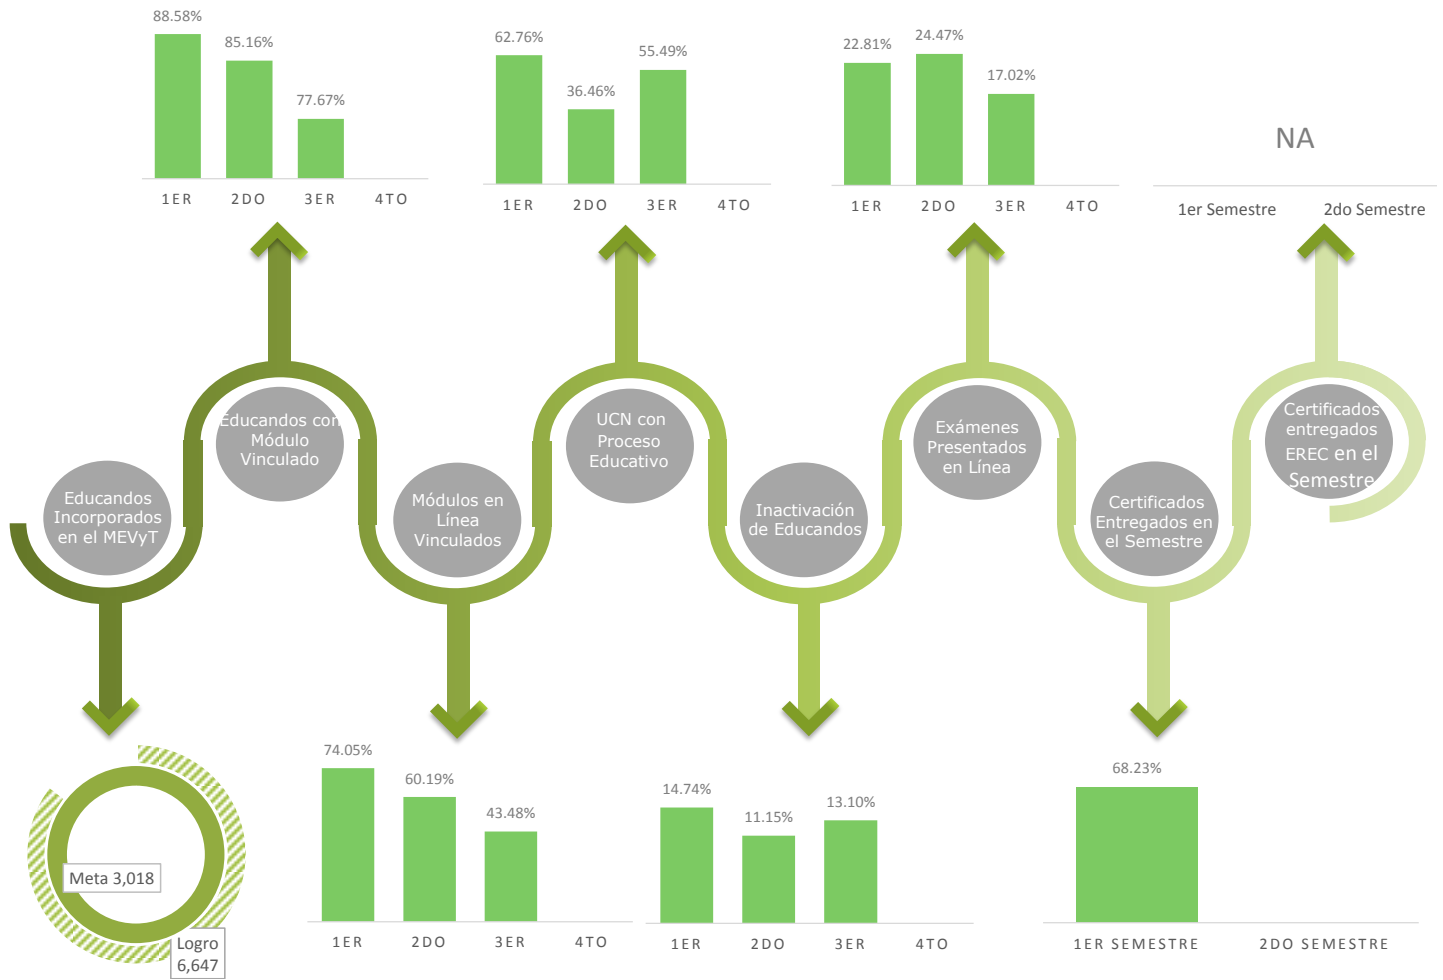 88.58%
85.16%
77.67%
1ER
2DO
3ER
4TO
62.76%
36.46%
55.49%
1ER
2DO
3ER
4TO
22.81%
24.47%
17.02%
1ER
2DO
3ER
4TO
NA
1er Semestre
2do Semestre
Educandos Incorporados en el MEVyT
Educandos con
Módulo
Vinculado
Módulos en
Línea
Vinculados
UCN con
Proceso
Educativo
Inactivación
de Educandos
Exámenes
Presentados
en Línea
Certificados
Entregados en
el Semestre
Certificados
entregados
EREC en el
Semestre
Meta 3,018
Logro
6,647
74.05%
60.19%
43.48%
1ER
2DO
3ER
4TO
14.74%
11.15%
13.10%
1ER
2DO
3ER
4TO
68.23%
1ER SEMESTRE
2DO SEMESTRE